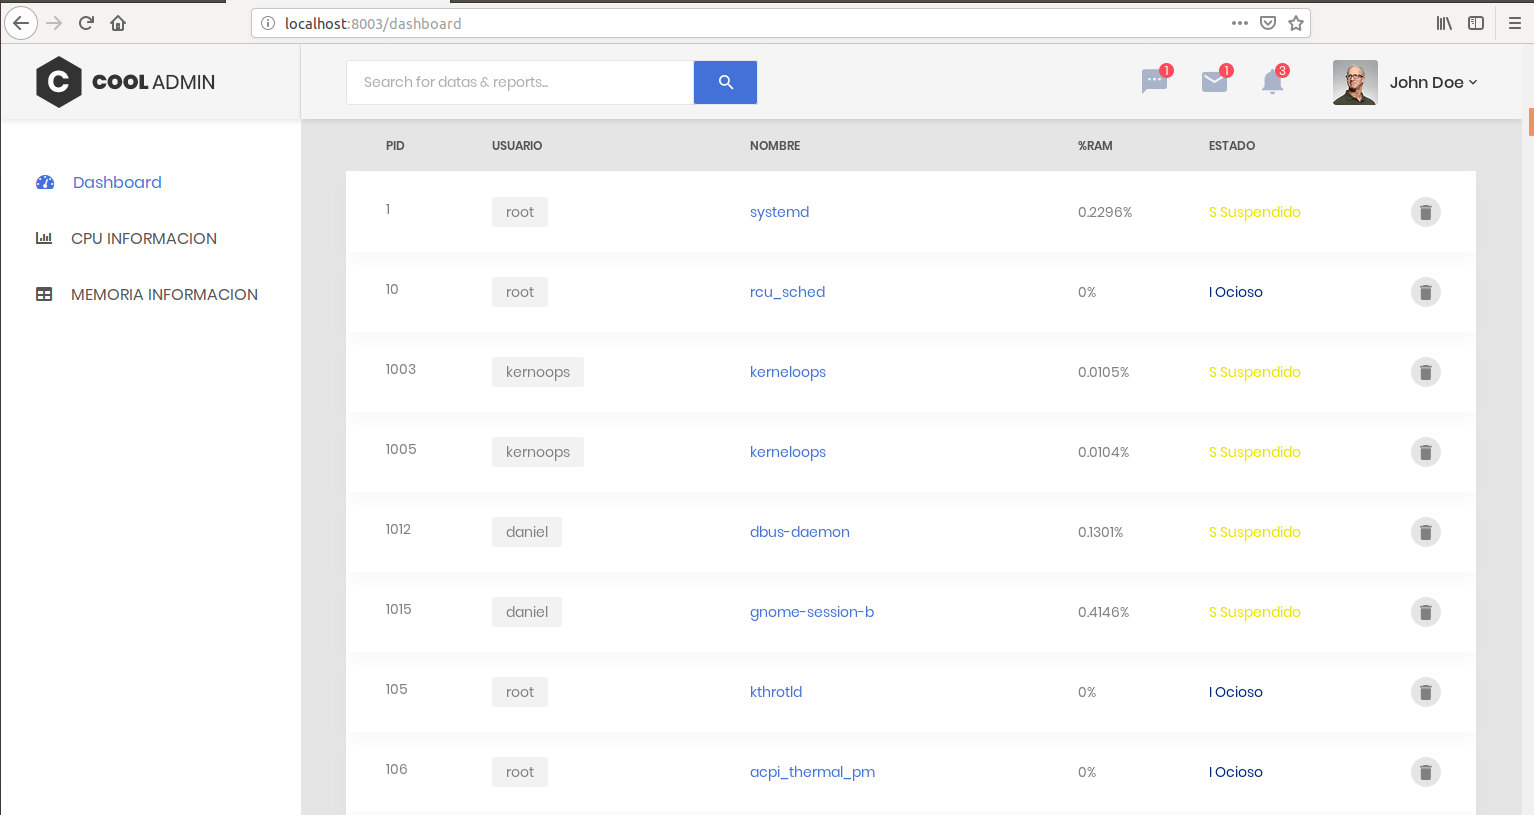 localhost:8003/dashboard
C COOL ADMIN
Search for datas & reports...
1
1
3
John Doe
Dashboard
CPU INFORMACION
MEMORIA INFORMACION
PID USUARIO NOMBRE %RAM ESTADO
1 root systemd 0.2296% S Suspendido
10 root rcu_sched 0% I Ocioso
1003 kernoops kerneloops 0.0105% S Suspendido
1005 kernoops kerneloops 0.0104% S Suspendido
1012 daniel dbus-daemon 0.1301% S Suspendido
1015 daniel gnome-session-b 0.4146% S Suspendido
105 root kthrotld 0% I Ocioso
106 root acpi_thermal_pm 0% I Ocioso